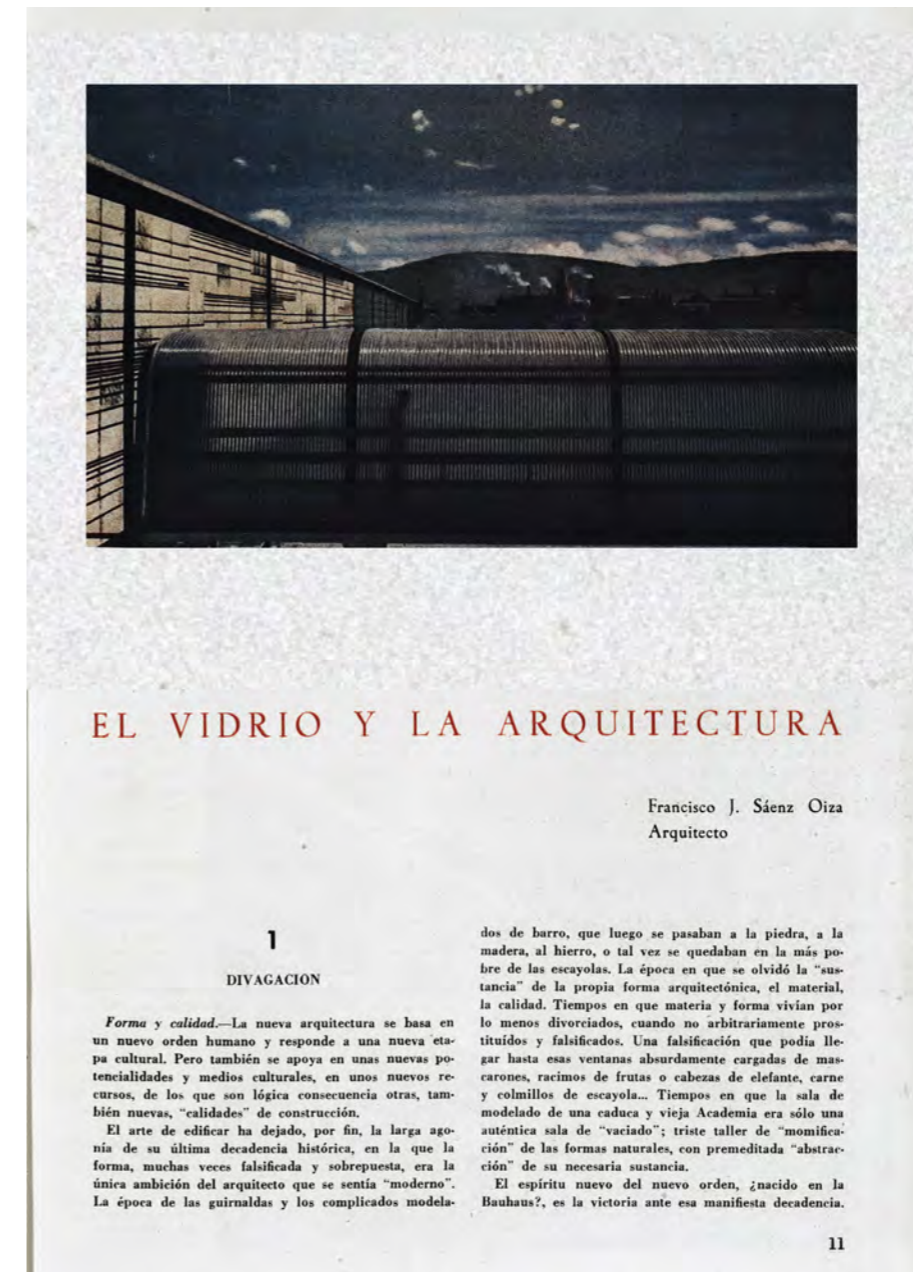 EL VIDRIO Y LA ARQUITECTURA
Francisco J. Sáenz Oiza
Arquitecto
1
DIVAGACION
Forma y calidad.—La nueva arquitectura se basa en
un nuevo orden humano y responde a una nueva eta-
pa cultural. Pero también se apoya en unas nuevas po-
tencialidades y medios culturales, en unos nuevos re-
cursos, de los que son lógica consecuencia otras, tam-
bién nuevas, "calidades" de construcción.
El arte de edificar ha dejado, por fin, la larga ago-
nía de su última decadencia histórica, en la que la
forma, muchas veces falsificada y sobrepuesta, era la
única ambición del arquitecto que se sentía "moderno".
La época de las guirnaldas y los complicados modela-
dos de barro, que luego se pasaban a la piedra, a la
madera, al hierro, o tal vez se quedaban en la más po-
bre de las escayolas. La época en que se olvidó la "sus-
tancia" de la propia forma arquitectónica, el material,
la calidad. Tiempos en que materia y forma vivían por
lo menos divorciados, cuando no arbitrariamente pros-
tituídos y falsificados. Una falsificación que podía lle-
gar hasta esas ventanas absurdamente cargadas de mas-
carones, racimos de frutas o cabezas de elefante, carne
y colmillos de escayola... Tiempos en que la sala de
modelado de una caduca y vieja Academia era sólo una
auténtica sala de "vaciado"; triste taller de "momifica-
ción" de las formas naturales, con premeditada "abstrac-
ción" de su necesaria sustancia.
El espíritu nuevo del nuevo orden, ¿nacido en la
Bauhaus?, es la victoria ante esa manifiesta decadencia.
11